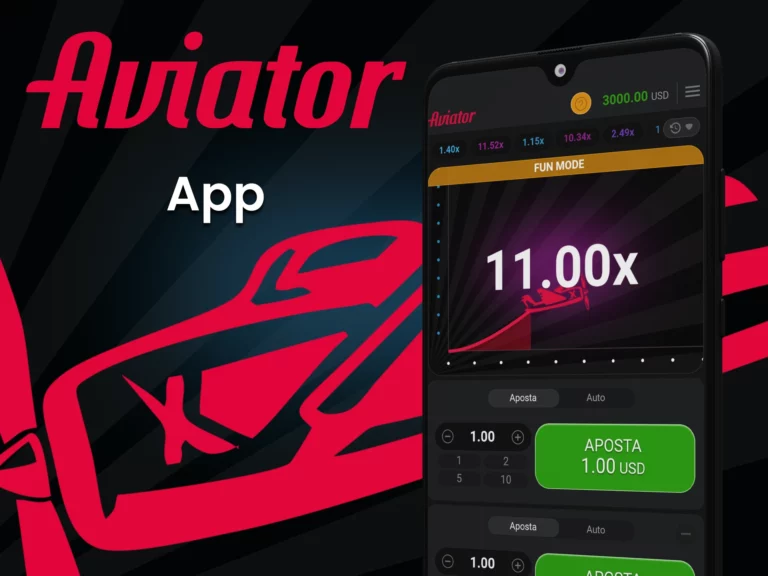 Aviator
App
Aviator
3000.00 USD
1.40x 11.52x 1.15x 10.34x 2.49x 1
FUN MODE
11.00x
Aposta Auto
1.00
1 2
5 10
APOSTA
1.00 USD
Aposta Auto
1.00
APOSTA